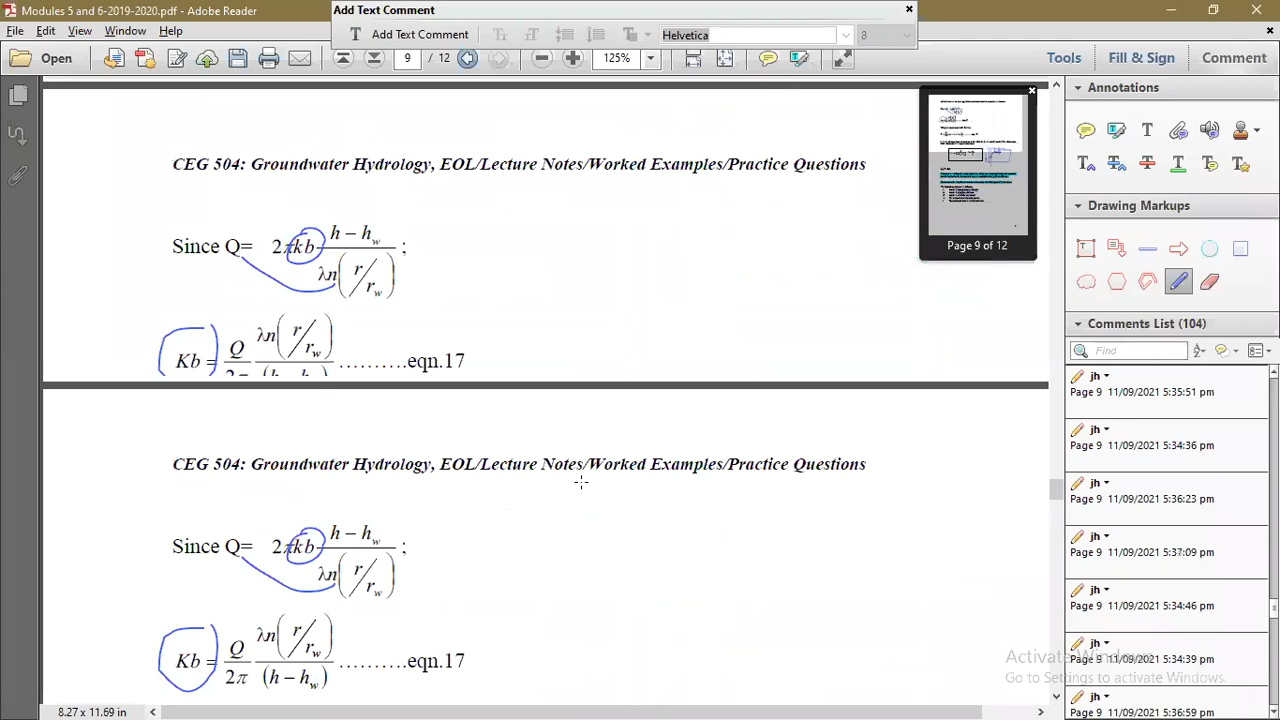 Modules 5 and 6-2019-2020.pdf - Adobe Reader
Add Text Comment
File Edit View Window Help
Add Text Comment Helvetica 8
Open 9 / 12 125% Tools Fill & Sign Comment
Annotations
CEG 504: Groundwater Hydrology, EOL/Lecture Notes/Worked Examples/Practice Questions
Since Q= 2πkb (h − h_w) / λn(r/r_w) ;
Kb = Q/2π λn(r/r_w) / (h − h_w) ..........eqn.17
CEG 504: Groundwater Hydrology, EOL/Lecture Notes/Worked Examples/Practice Questions
Since Q= 2πkb (h − h_w) / λn(r/r_w) ;
Kb = Q/2π λn(r/r_w) / (h − h_w) ..........eqn.17
Page 9 of 12
Drawing Markups
Comments List (104)
Find
jh
Page 9 11/09/2021 5:35:51 pm
jh
Page 9 11/09/2021 5:34:36 pm
jh
Page 9 11/09/2021 5:36:23 pm
jh
Page 9 11/09/2021 5:37:09 pm
jh
Page 9 11/09/2021 5:34:46 pm
jh
Page 9 11/09/2021 5:34:39 pm
jh
Page 9 11/09/2021 5:36:59 pm
Activate Windows
Go to Settings to activate Windows.
8.27 x 11.69 in